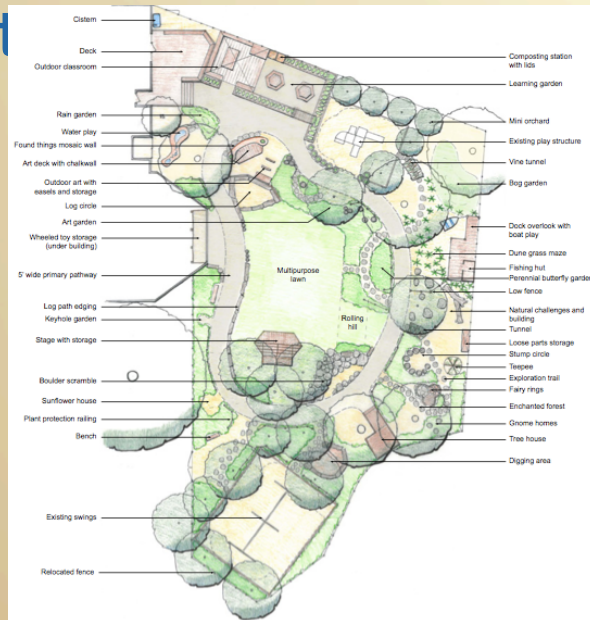 t
Cistern
Deck
Outdoor classroom
Rain garden
Water play
Found things mosaic wall
Art deck with chalkwall
Outdoor art with
easels and storage
Log circle
Art garden
Wheeled toy storage
(under building)
5' wide primary pathway
Log path edging
Keyhole garden
Stage with storage
Boulder scramble
Sunflower house
Plant protection railing
Bench
Existing swings
Relocated fence
Multipurpose
lawn
Rolling
hill
Composting station
with lids
Learning garden
Mini orchard
Existing play structure
Vine tunnel
Bog garden
Dock overlook with
boat play
Dune grass maze
Fishing hut
Perennial butterfly garden
Low fence
Natural challenges and
building
Tunnel
Loose parts storage
Stump circle
Teepee
Exploration trail
Fairy rings
Enchanted forest
Gnome homes
Tree house
Digging area